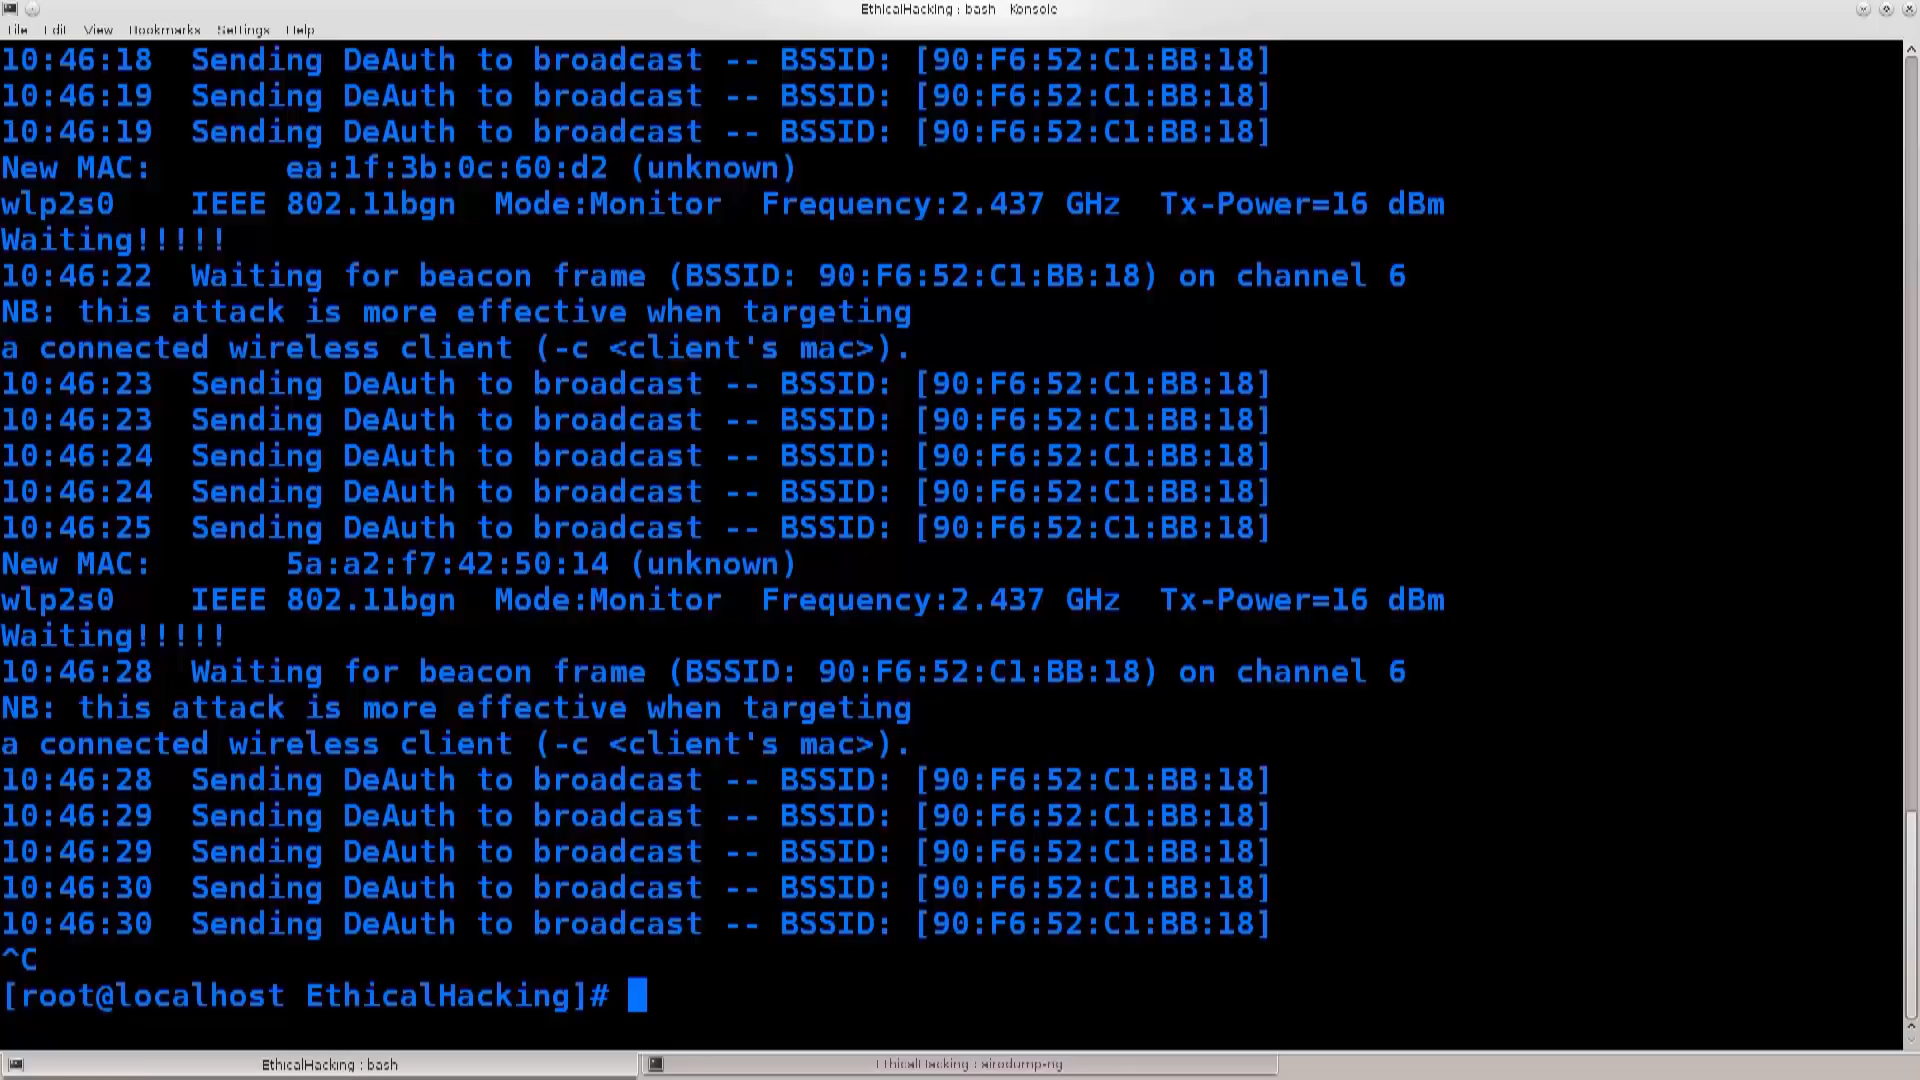 EthicalHacking : bash – Konsole
File Edit View Bookmarks Settings Help
10:46:18  Sending DeAuth to broadcast -- BSSID: [90:F6:52:C1:BB:18]
10:46:19  Sending DeAuth to broadcast -- BSSID: [90:F6:52:C1:BB:18]
10:46:19  Sending DeAuth to broadcast -- BSSID: [90:F6:52:C1:BB:18]
New MAC:       ea:1f:3b:0c:60:d2 (unknown)
wlp2s0    IEEE 802.11bgn  Mode:Monitor  Frequency:2.437 GHz  Tx-Power=16 dBm
Waiting!!!!!
10:46:22  Waiting for beacon frame (BSSID: 90:F6:52:C1:BB:18) on channel 6
NB: this attack is more effective when targeting
a connected wireless client (-c <client's mac>).
10:46:23  Sending DeAuth to broadcast -- BSSID: [90:F6:52:C1:BB:18]
10:46:23  Sending DeAuth to broadcast -- BSSID: [90:F6:52:C1:BB:18]
10:46:24  Sending DeAuth to broadcast -- BSSID: [90:F6:52:C1:BB:18]
10:46:24  Sending DeAuth to broadcast -- BSSID: [90:F6:52:C1:BB:18]
10:46:25  Sending DeAuth to broadcast -- BSSID: [90:F6:52:C1:BB:18]
New MAC:       5a:a2:f7:42:50:14 (unknown)
wlp2s0    IEEE 802.11bgn  Mode:Monitor  Frequency:2.437 GHz  Tx-Power=16 dBm
Waiting!!!!!
10:46:28  Waiting for beacon frame (BSSID: 90:F6:52:C1:BB:18) on channel 6
NB: this attack is more effective when targeting
a connected wireless client (-c <client's mac>).
10:46:28  Sending DeAuth to broadcast -- BSSID: [90:F6:52:C1:BB:18]
10:46:29  Sending DeAuth to broadcast -- BSSID: [90:F6:52:C1:BB:18]
10:46:29  Sending DeAuth to broadcast -- BSSID: [90:F6:52:C1:BB:18]
10:46:30  Sending DeAuth to broadcast -- BSSID: [90:F6:52:C1:BB:18]
10:46:30  Sending DeAuth to broadcast -- BSSID: [90:F6:52:C1:BB:18]
^C
[root@localhost EthicalHacking]#
EthicalHacking : bash
EthicalHacking : airodump-ng